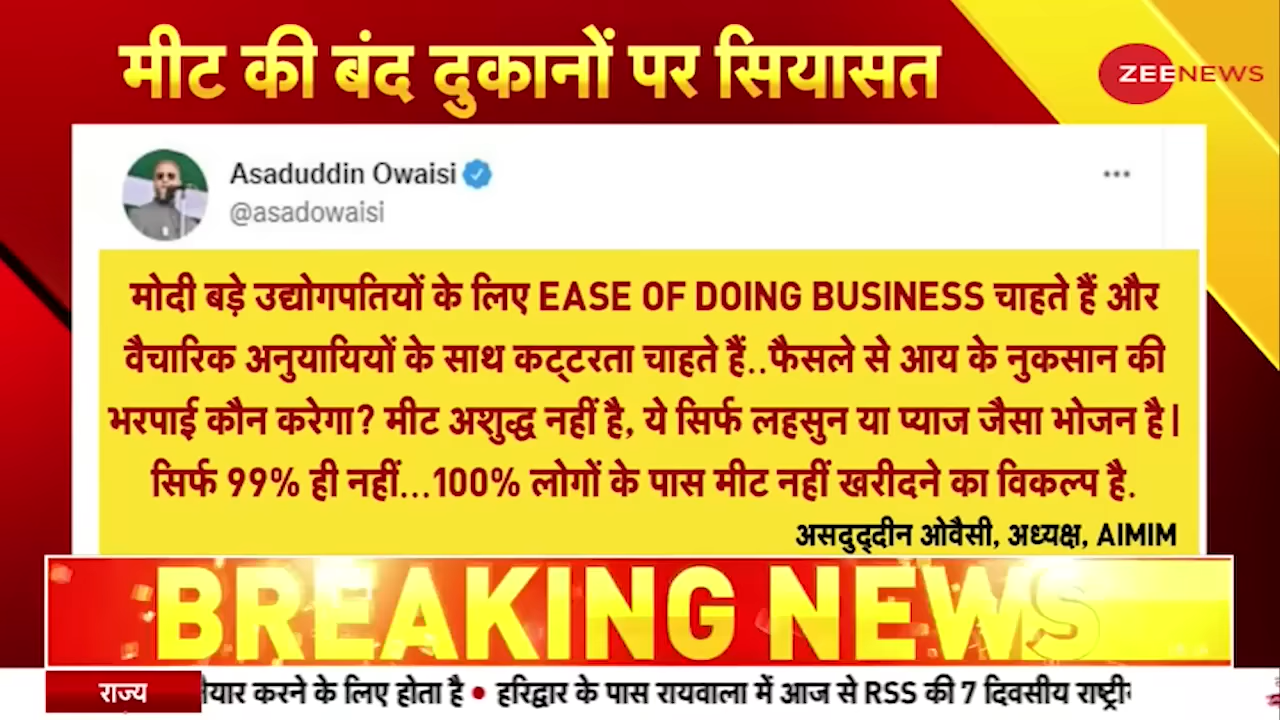 मीट की बंद दुकानों पर सियासत
ZEENEWS
Asaduddin Owaisi
@asadowaisi
मोदी बड़े उद्योगपतियों के लिए EASE OF DOING BUSINESS चाहते हैं और
वैचारिक अनुयायियों के साथ कट्टरता चाहते हैं..फैसले से आय के नुकसान की
भरपाई कौन करेगा? मीट अशुद्ध नहीं है, ये सिर्फ लहसुन या प्याज जैसा भोजन है|
सिर्फ 99% ही नहीं...100% लोगों के पास मीट नहीं खरीदने का विकल्प है.
असदुद्दीन ओवैसी, अध्यक्ष, AIMIM
BREAKING NEWS
राज्य
करने के लिए होता है • हरिद्वार के पास रायवाला में आज से RSS की 7 दिवसीय